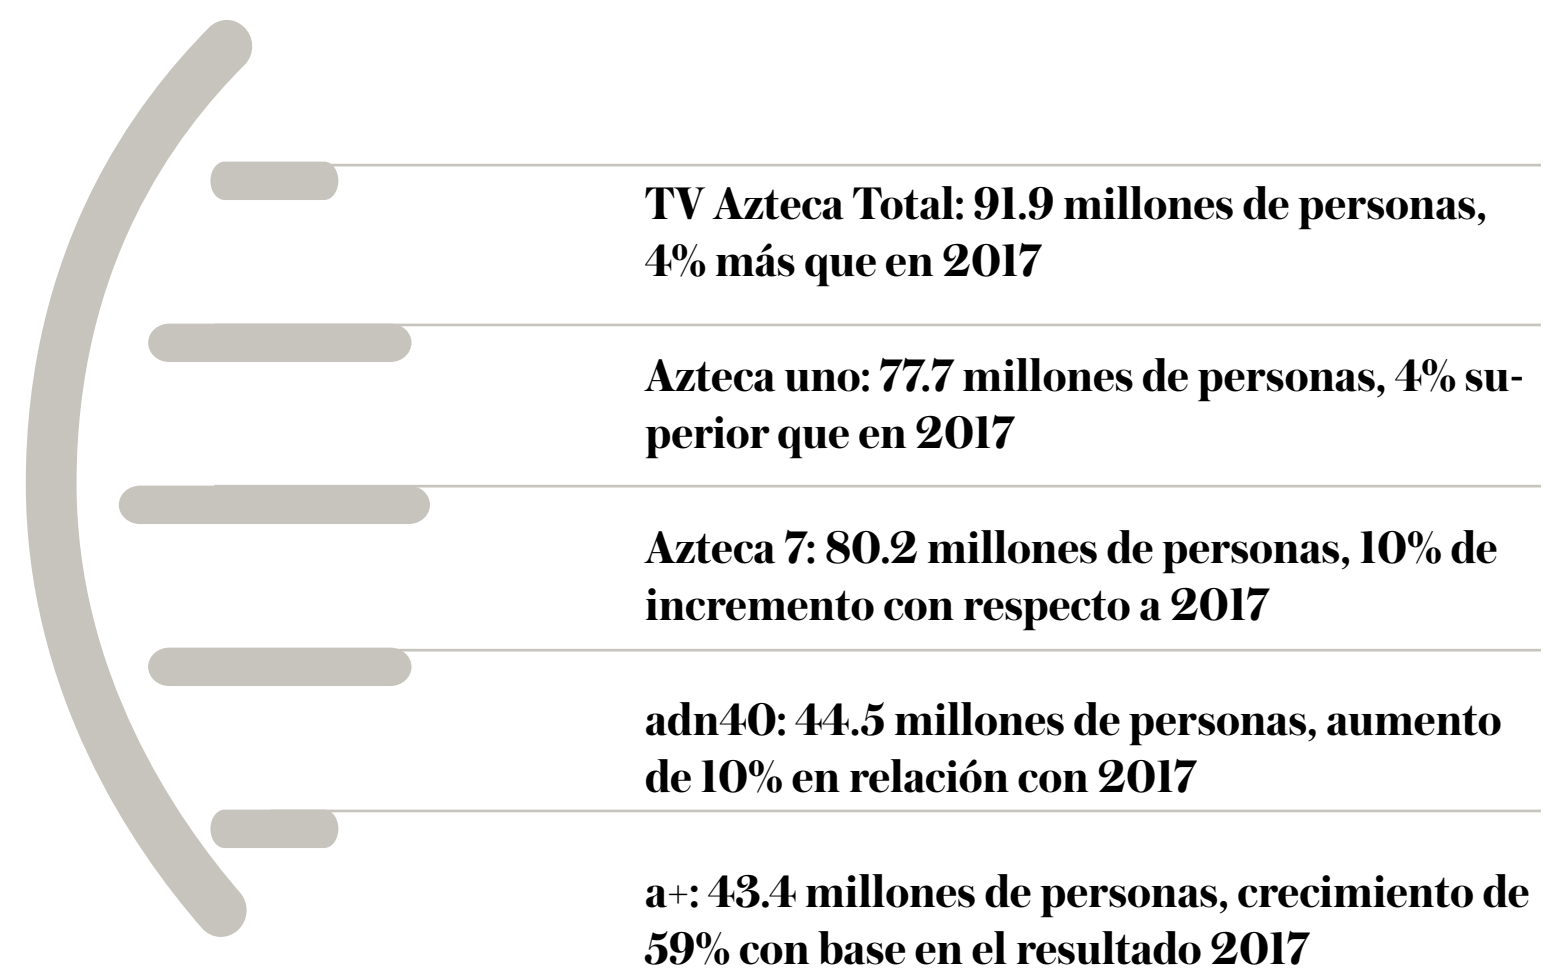 TV Azteca Total: 91.9 millones de personas,
4% más que en 2017
Azteca uno: 77.7 millones de personas, 4% su-
perior que en 2017
Azteca 7: 80.2 millones de personas, 10% de
incremento con respecto a 2017
adn40: 44.5 millones de personas, aumento
de 10% en relación con 2017
a+: 43.4 millones de personas, crecimiento de
59% con base en el resultado 2017